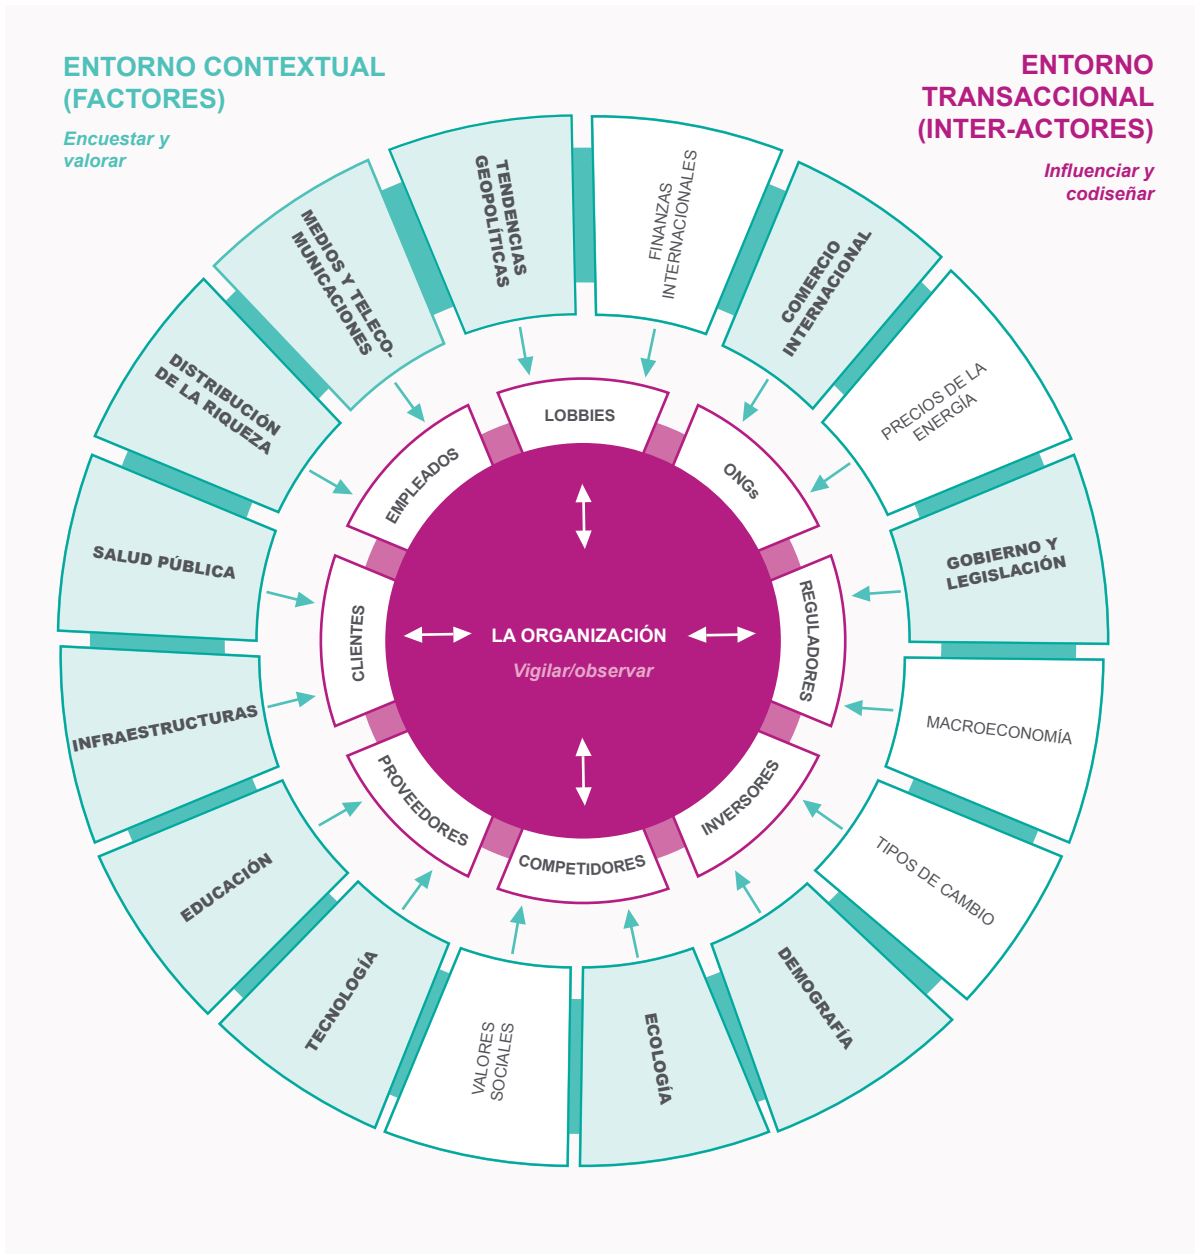 ENTORNO CONTEXTUAL
(FACTORES)
Encuestar y
valorar
ENTORNO
TRANSACCIONAL
(INTER-ACTORES)
Influenciar y
codiseñar
TENDENCIAS
GEOPOLÍTICAS
FINANZAS
INTERNACIONALES
COMERCIO
INTERNACIONAL
PRECIOS DE LA
ENERGÍA
GOBIERNO Y
LEGISLACIÓN
MACROECONOMÍA
TIPOS DE CAMBIO
DEMOGRAFÍA
ECOLOGÍA
VALORES
SOCIALES
TECNOLOGÍA
EDUCACIÓN
INFRAESTRUCTURAS
SALUD PÚBLICA
DISTRIBUCIÓN
DE LA RIQUEZA
MEDIOS Y TELECO-
MUNICACIONES
LOBBIES
ONGs
REGULADORES
INVERSORES
COMPETIDORES
PROVEEDORES
CLIENTES
EMPLEADOS
LA ORGANIZACIÓN
Vigilar/observar